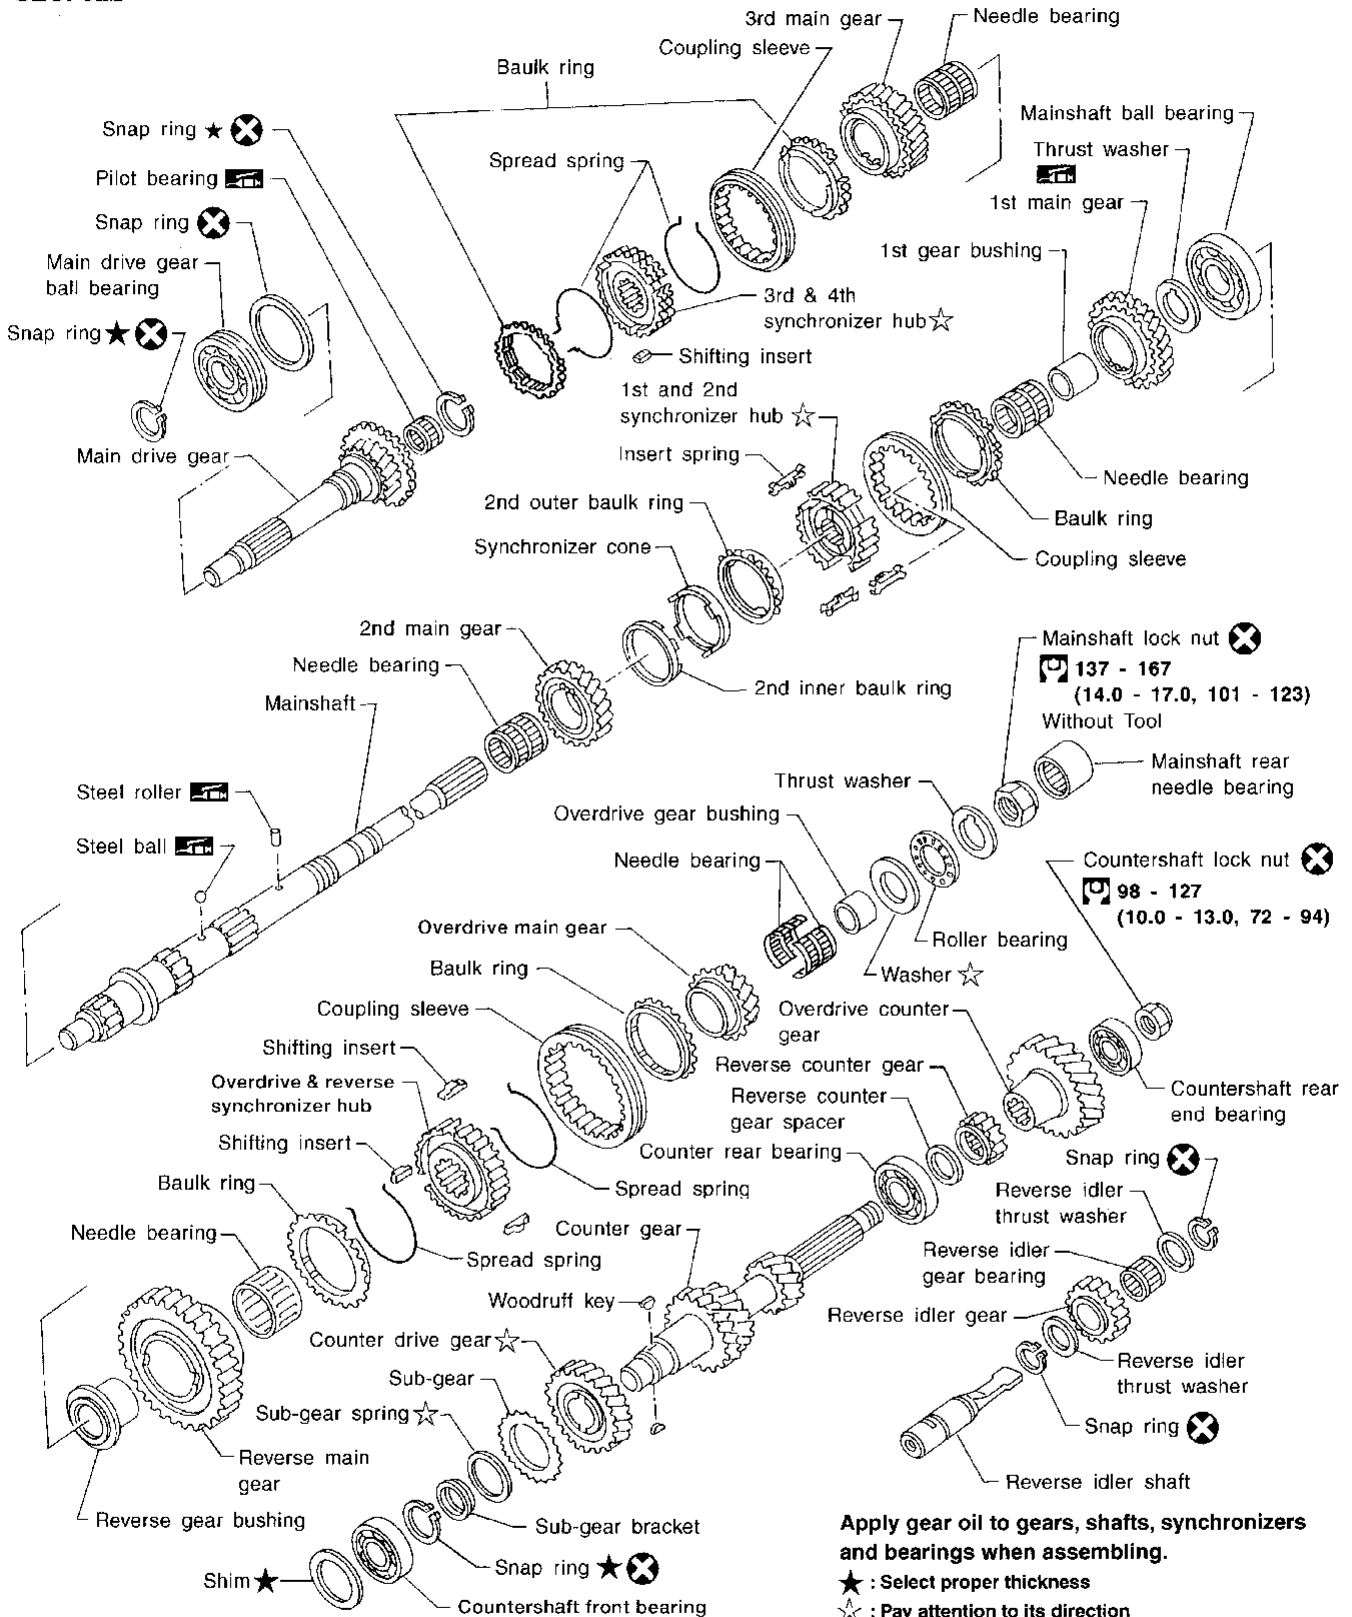 3rd main gear
Needle bearing
Coupling sleeve
Baulk ring
Snap ring ★
Mainshaft ball bearing
Spread spring
Thrust washer
Pilot bearing
1st main gear
Snap ring
1st gear bushing
Main drive gear
ball bearing
3rd & 4th
synchronizer hub ☆
Snap ring ★
Shifting insert
1st and 2nd
synchronizer hub ☆
Main drive gear
Insert spring
Needle bearing
2nd outer baulk ring
Baulk ring
Synchronizer cone
Coupling sleeve
2nd main gear
Mainshaft lock nut
137 - 167
(14.0 - 17.0, 101 - 123)
Without Tool
Needle bearing
2nd inner baulk ring
Mainshaft
Mainshaft rear
needle bearing
Thrust washer
Steel roller
Overdrive gear bushing
Steel ball
Needle bearing
Countershaft lock nut
98 - 127
(10.0 - 13.0, 72 - 94)
Overdrive main gear
Roller bearing
Baulk ring
Washer ☆
Coupling sleeve
Overdrive counter
gear
Shifting insert
Reverse counter gear
Overdrive & reverse
synchronizer hub
Reverse counter
gear spacer
Countershaft rear
end bearing
Shifting insert
Counter rear bearing
Snap ring
Baulk ring
Spread spring
Reverse idler
thrust washer
Needle bearing
Counter gear
Spread spring
Reverse idler
gear bearing
Woodruff key
Reverse idler gear
Counter drive gear ☆
Reverse idler
thrust washer
Sub-gear
Sub-gear spring ☆
Snap ring
Reverse main
gear
Reverse idler shaft
Reverse gear bushing
Sub-gear bracket
Snap ring ★
Shim ★
Countershaft front bearing
Apply gear oil to gears, shafts, synchronizers
and bearings when assembling.
★ : Select proper thickness
☆ : Pay attention to its direction